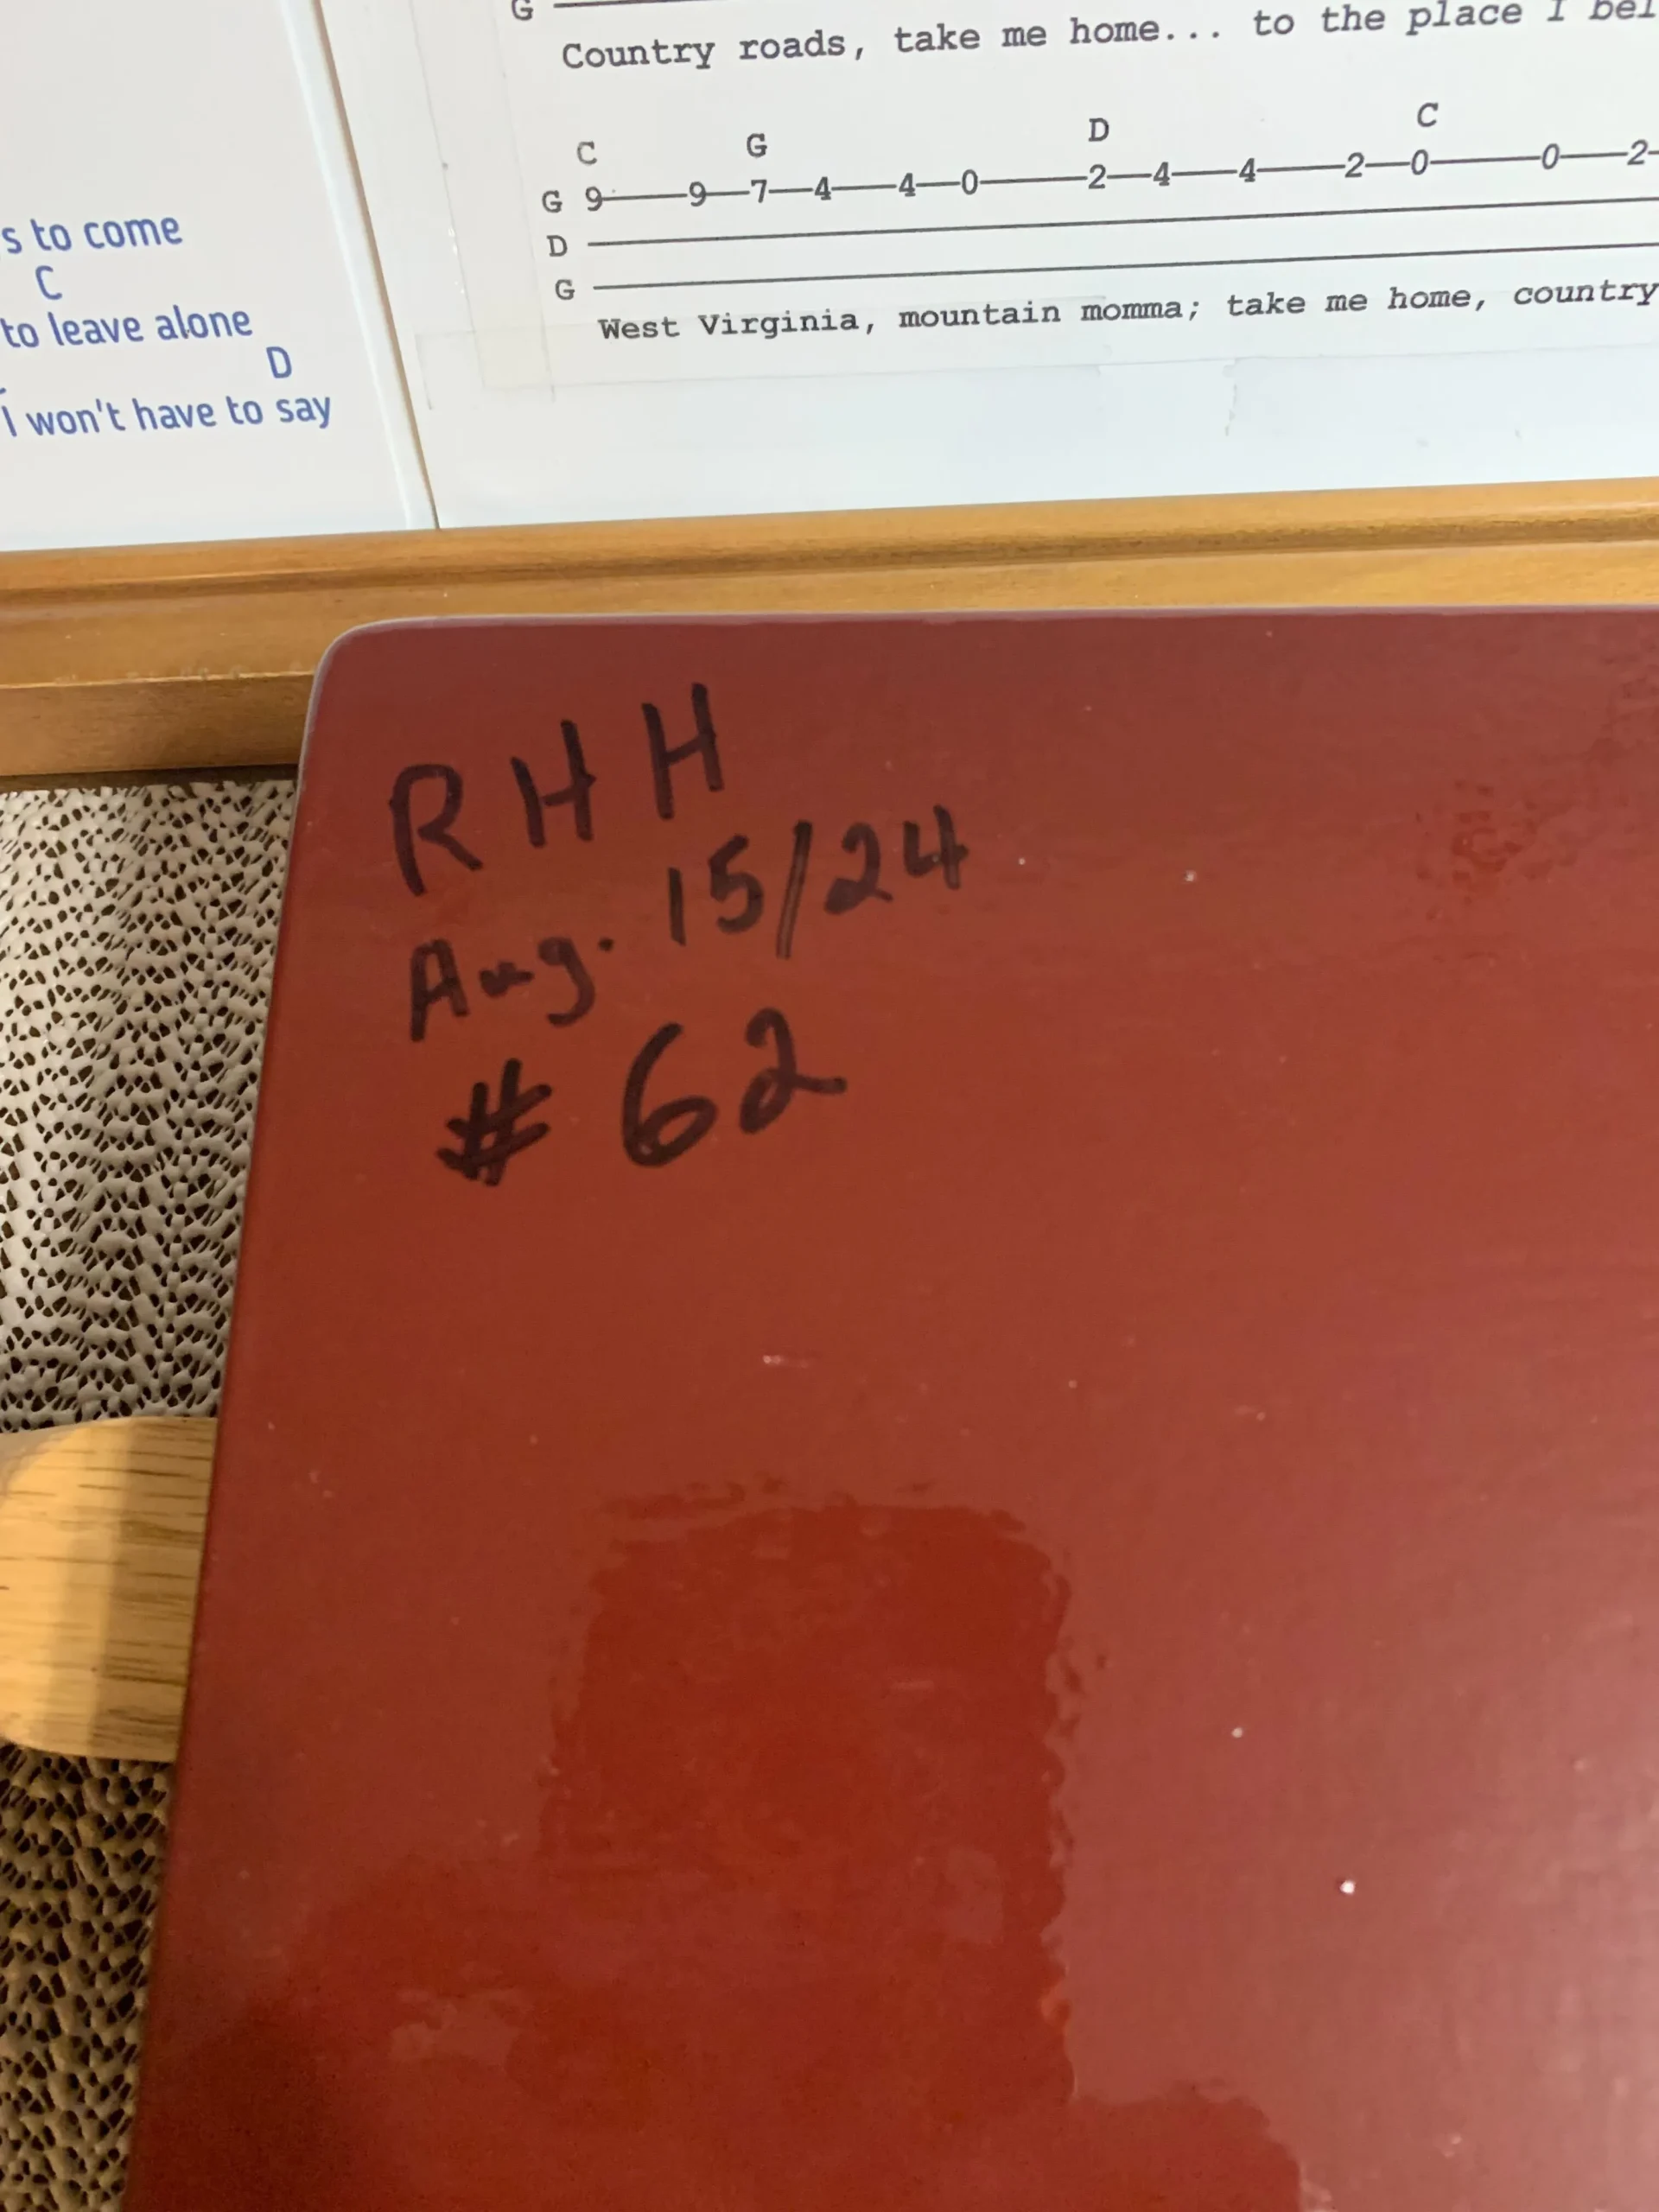 s to come
C
to leave alone
D
I won't have to say
G
Country roads, take me home... to the place I
C G D C
G 9——9—7—4——4—0———2—4——4———2—0———0——2-
D
G
West Virginia, mountain momma; take me home, country
RHH
Aug. 15/24
# 62